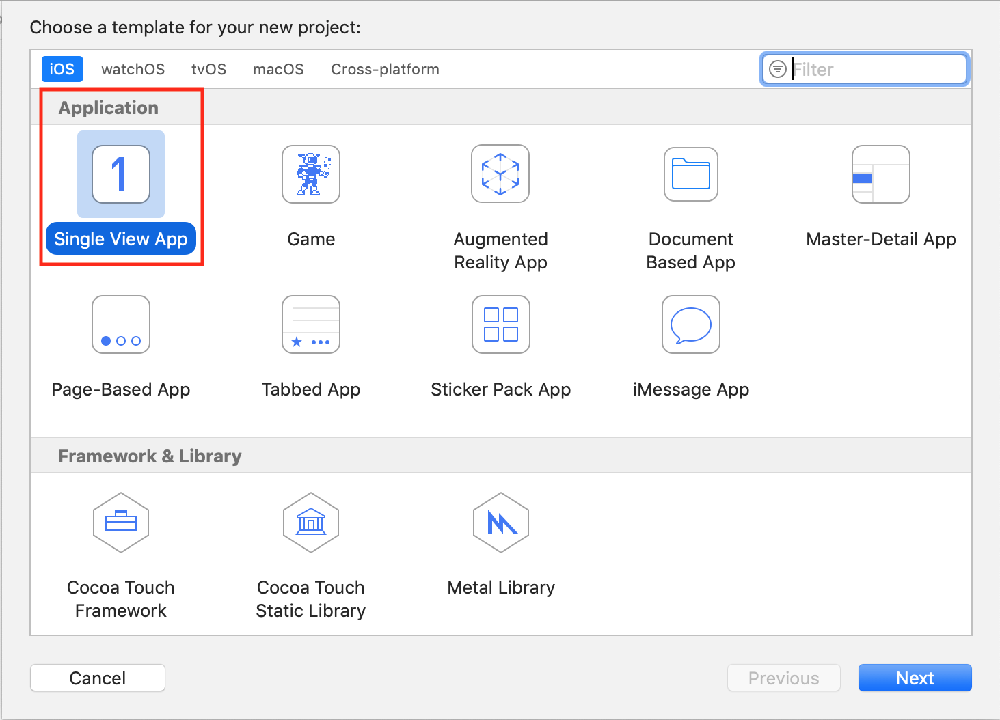 Choose a template for your new project:
iOS watchOS tvOS macOS Cross-platform Filter
Application
1
Single View App
Game
Augmented
Reality App
Document
Based App
Master-Detail App
Page-Based App
Tabbed App
Sticker Pack App
iMessage App
Framework & Library
Cocoa Touch
Framework
Cocoa Touch
Static Library
Metal Library
Cancel
Previous
Next